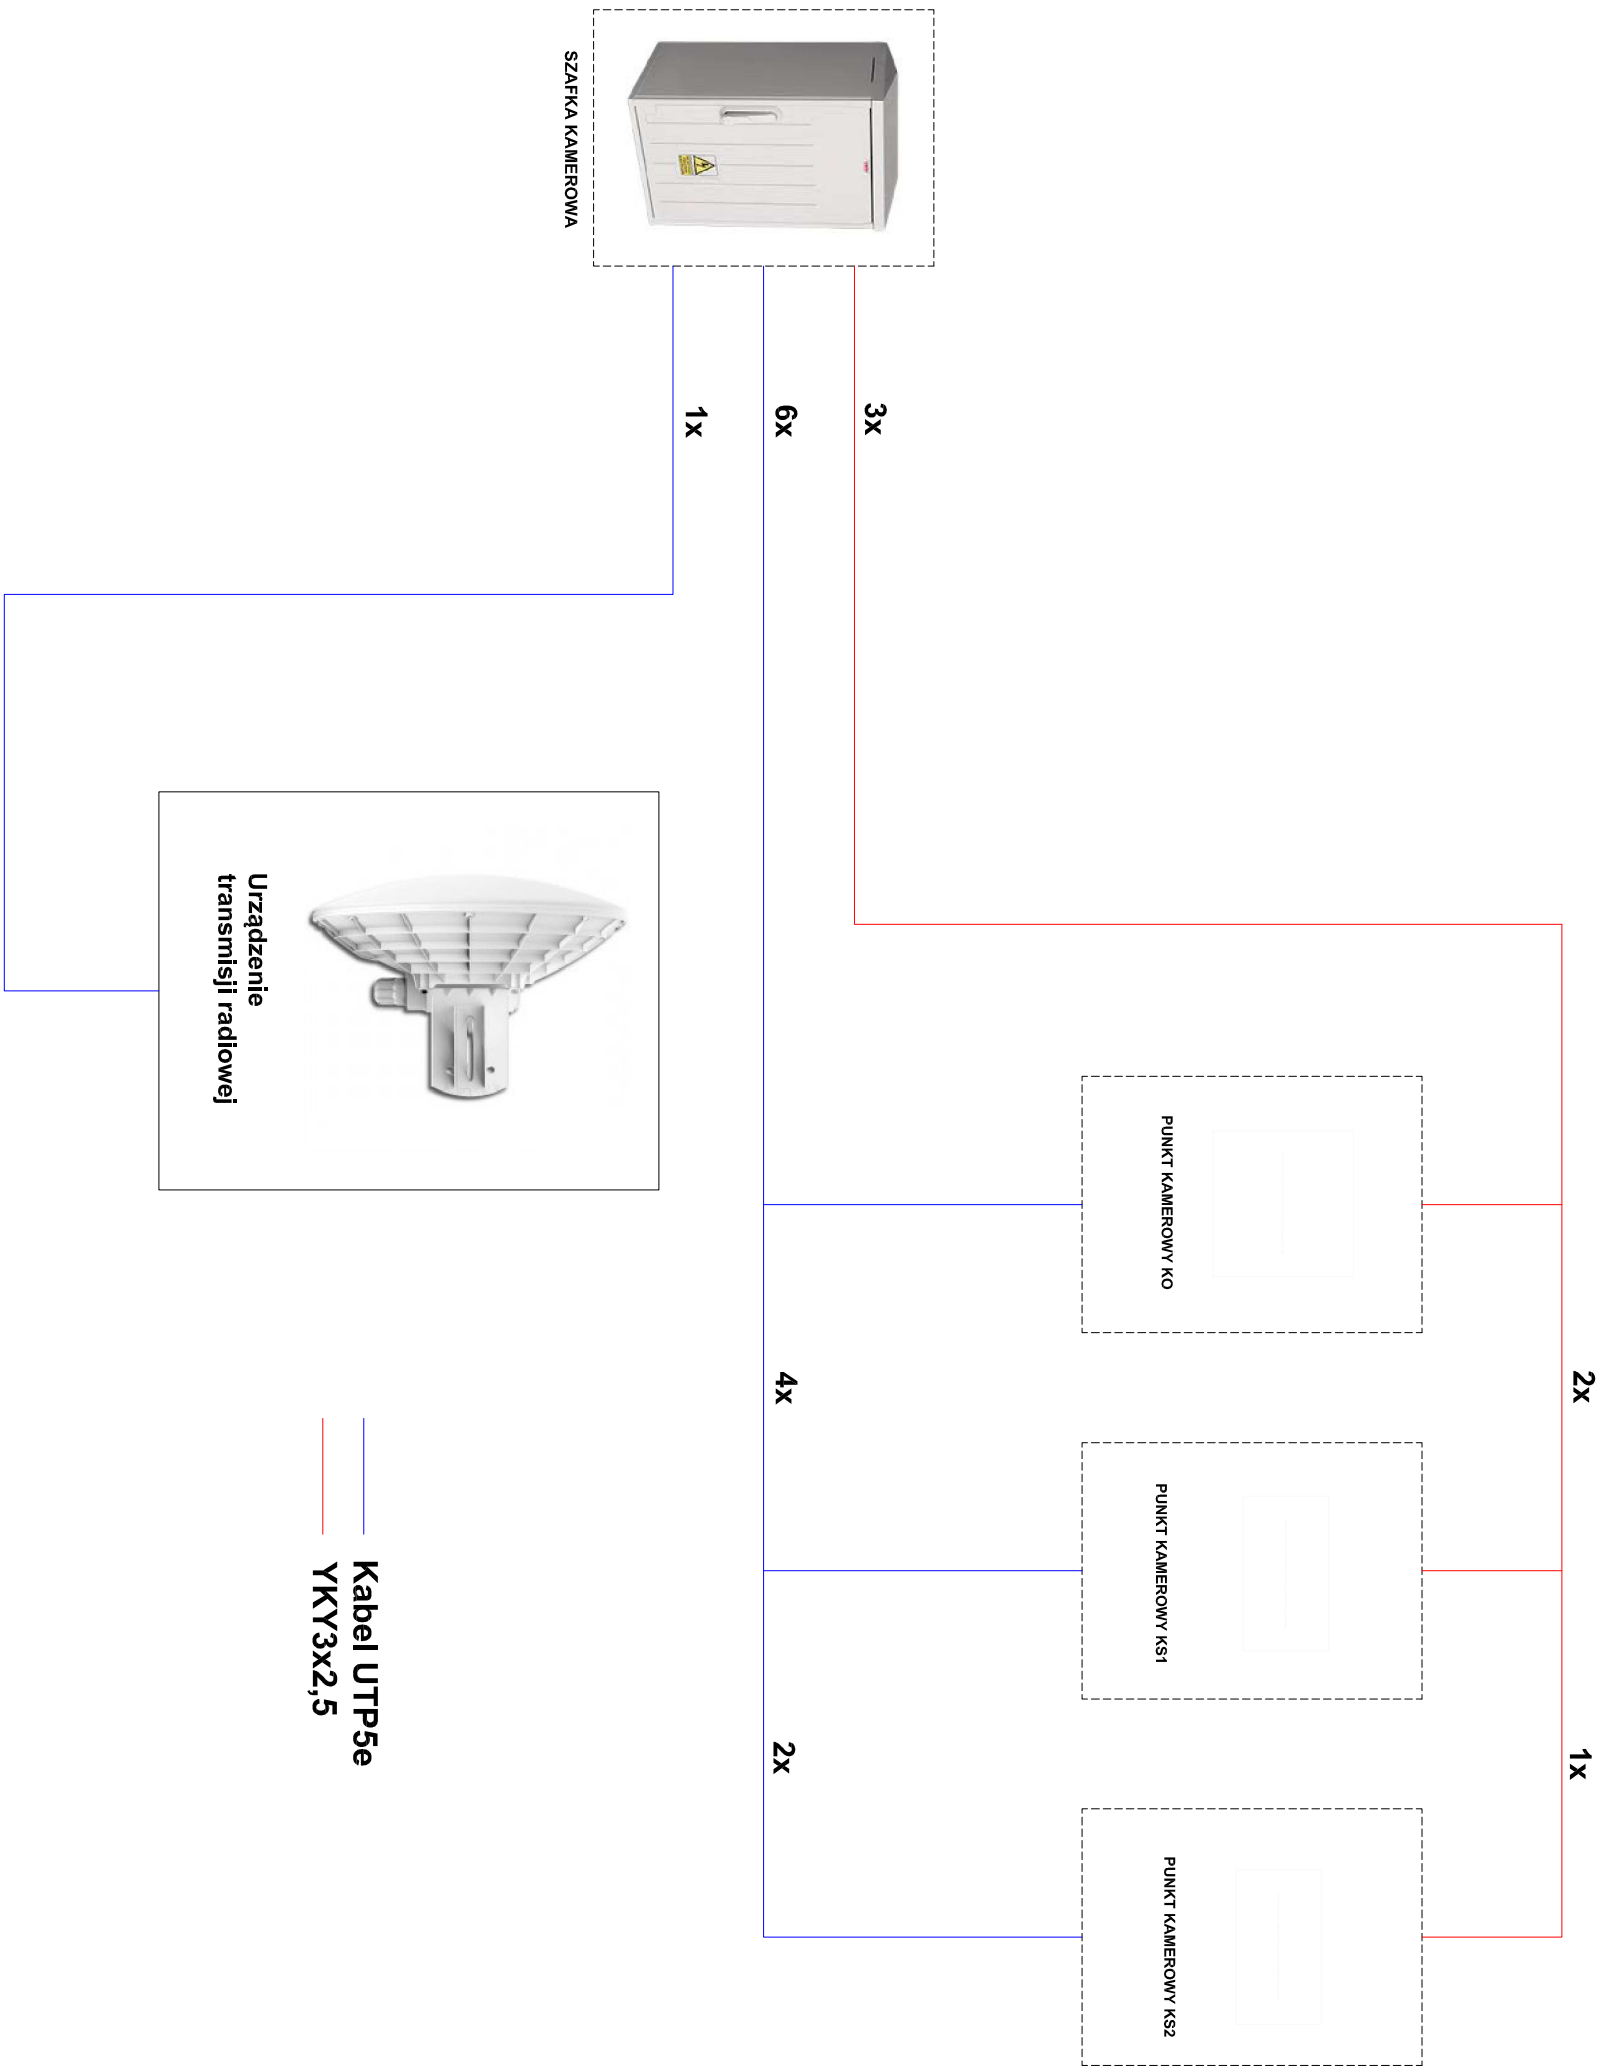 SZAFKA KAMEROWA
3x
6x
1x
2x
1x
PUNKT KAMEROWY KO
PUNKT KAMEROWY KS1
PUNKT KAMEROWY KS2
4x
2x
Urządzenie
transmisji radiowej
Kabel UTP5e
YKY3x2,5